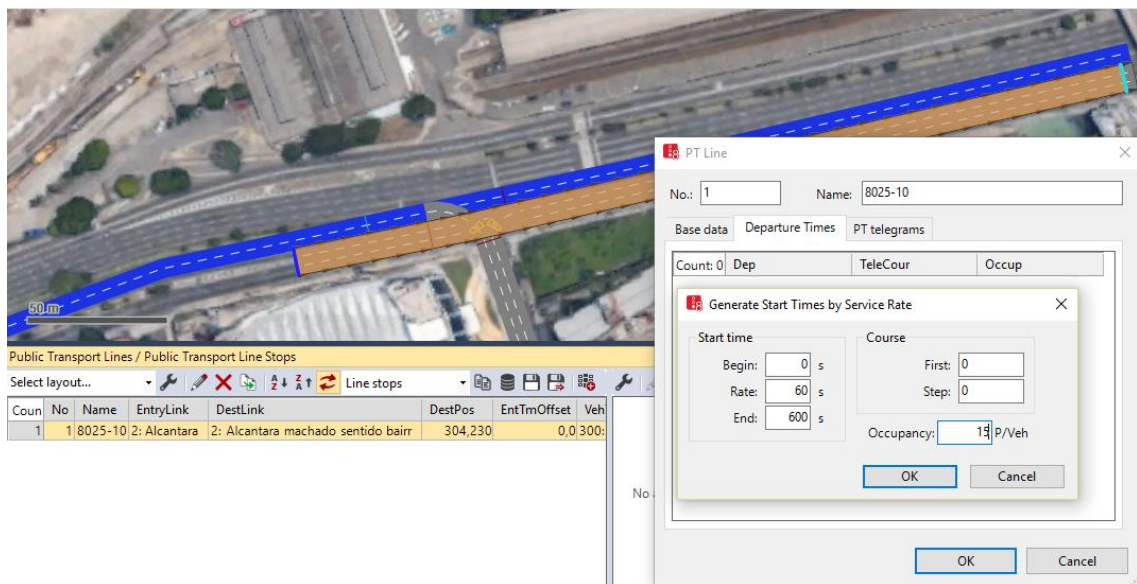 50 m
PT Line
No.: 1 Name: 8025-10
Base data Departure Times PT telegrams
Count: 0 Dep TeleCour Occup
Generate Start Times by Service Rate
Start time Course
Begin: 0 s First: 0
Rate: 60 s Step: 0
End: 600 s
Occupancy: 15 P/Veh
OK Cancel
OK Cancel
Public Transport Lines / Public Transport Line Stops
Select layout... Line stops
Coun No Name EntryLink DestLink DestPos EntTmOffset Veh
1 1 8025-10 2: Alcantara 2: Alcantara machado sentido bairr 304,230 0,0 300:
No